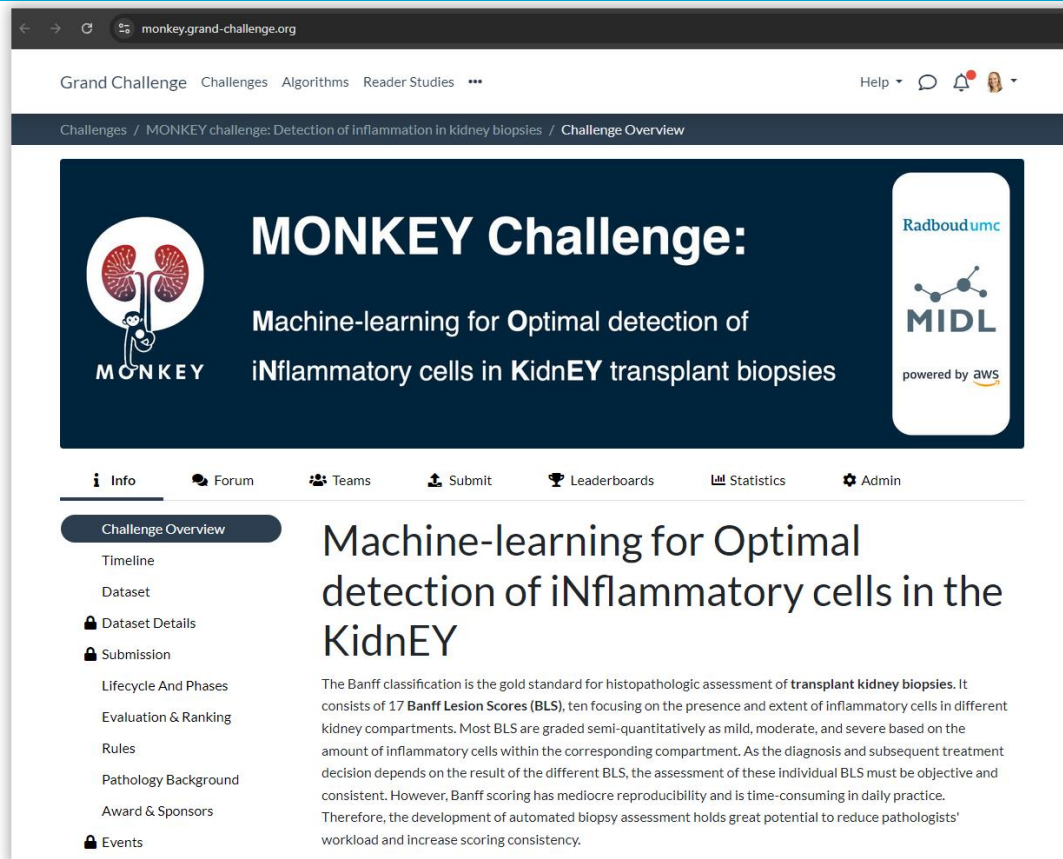 monkey.grand-challenge.org
Grand Challenge Challenges Algorithms Reader Studies •••
Help
Challenges / MONKEY challenge: Detection of inflammation in kidney biopsies / Challenge Overview
MONKEY
MONKEY Challenge:
Machine-learning for Optimal detection of
iNflammatory cells in KidnEY transplant biopsies
Radboudumc
MIDL
powered by aws
Info Forum Teams Submit Leaderboards Statistics Admin
Challenge Overview
Timeline
Dataset
Dataset Details
Submission
Lifecycle And Phases
Evaluation & Ranking
Rules
Pathology Background
Award & Sponsors
Events
Machine-learning for Optimal
detection of iNflammatory cells in the
KidnEY
The Banff classification is the gold standard for histopathologic assessment of transplant kidney biopsies. It
consists of 17 Banff Lesion Scores (BLS), ten focusing on the presence and extent of inflammatory cells in different
kidney compartments. Most BLS are graded semi-quantitatively as mild, moderate, and severe based on the
amount of inflammatory cells within the corresponding compartment. As the diagnosis and subsequent treatment
decision depends on the result of the different BLS, the assessment of these individual BLS must be objective and
consistent. However, Banff scoring has mediocre reproducibility and is time-consuming in daily practice.
Therefore, the development of automated biopsy assessment holds great potential to reduce pathologists'
workload and increase scoring consistency.